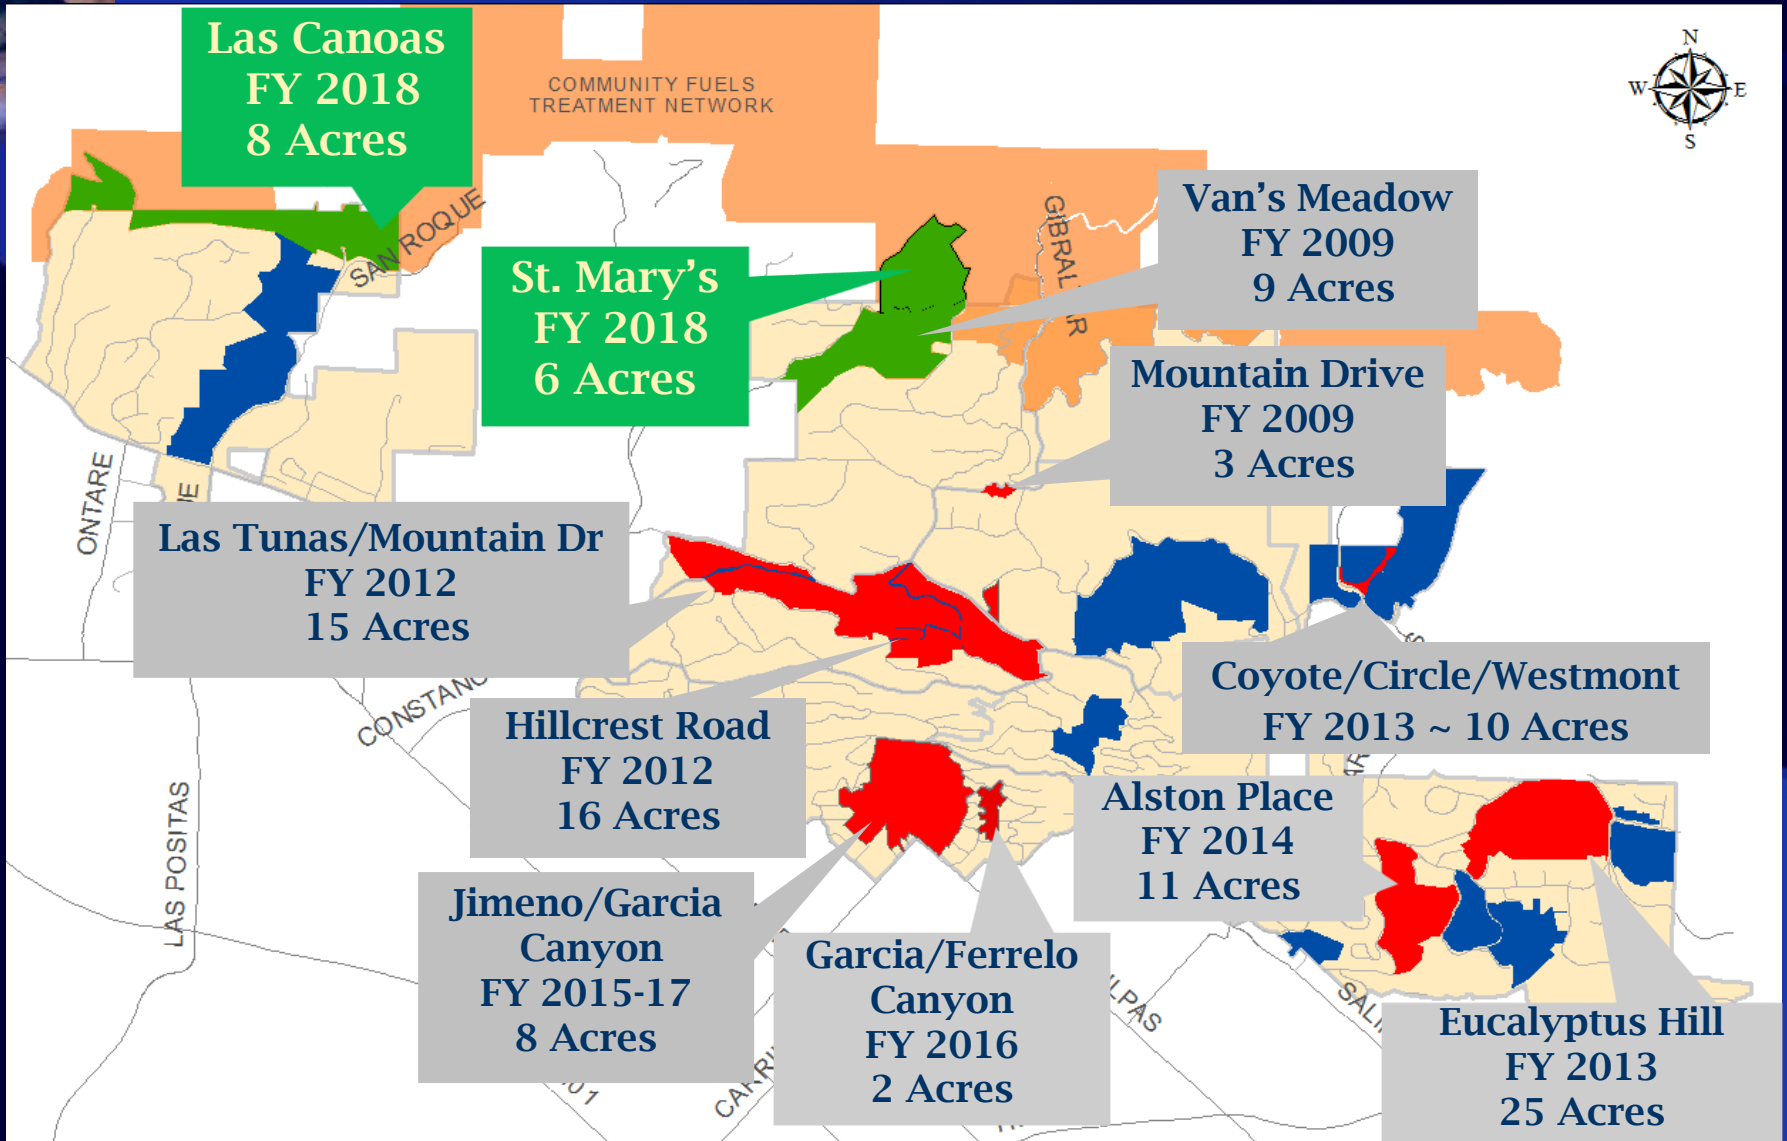 Las Canoas
FY 2018
8 Acres
COMMUNITY FUELS
TREATMENT NETWORK
N
W
E
S
SAN ROQUE
St. Mary's
FY 2018
6 Acres
Van's Meadow
FY 2009
9 Acres
Mountain Drive
FY 2009
3 Acres
ONTARE
Las Tunas/Mountain Dr
FY 2012
15 Acres
Coyote/Circle/Westmont
FY 2013 ~ 10 Acres
Hillcrest Road
FY 2012
16 Acres
Alston Place
FY 2014
11 Acres
LAS POSITAS
Jimeno/Garcia
Canyon
FY 2015-17
8 Acres
Garcia/Ferrelo
Canyon
FY 2016
2 Acres
Eucalyptus Hill
FY 2013
25 Acres